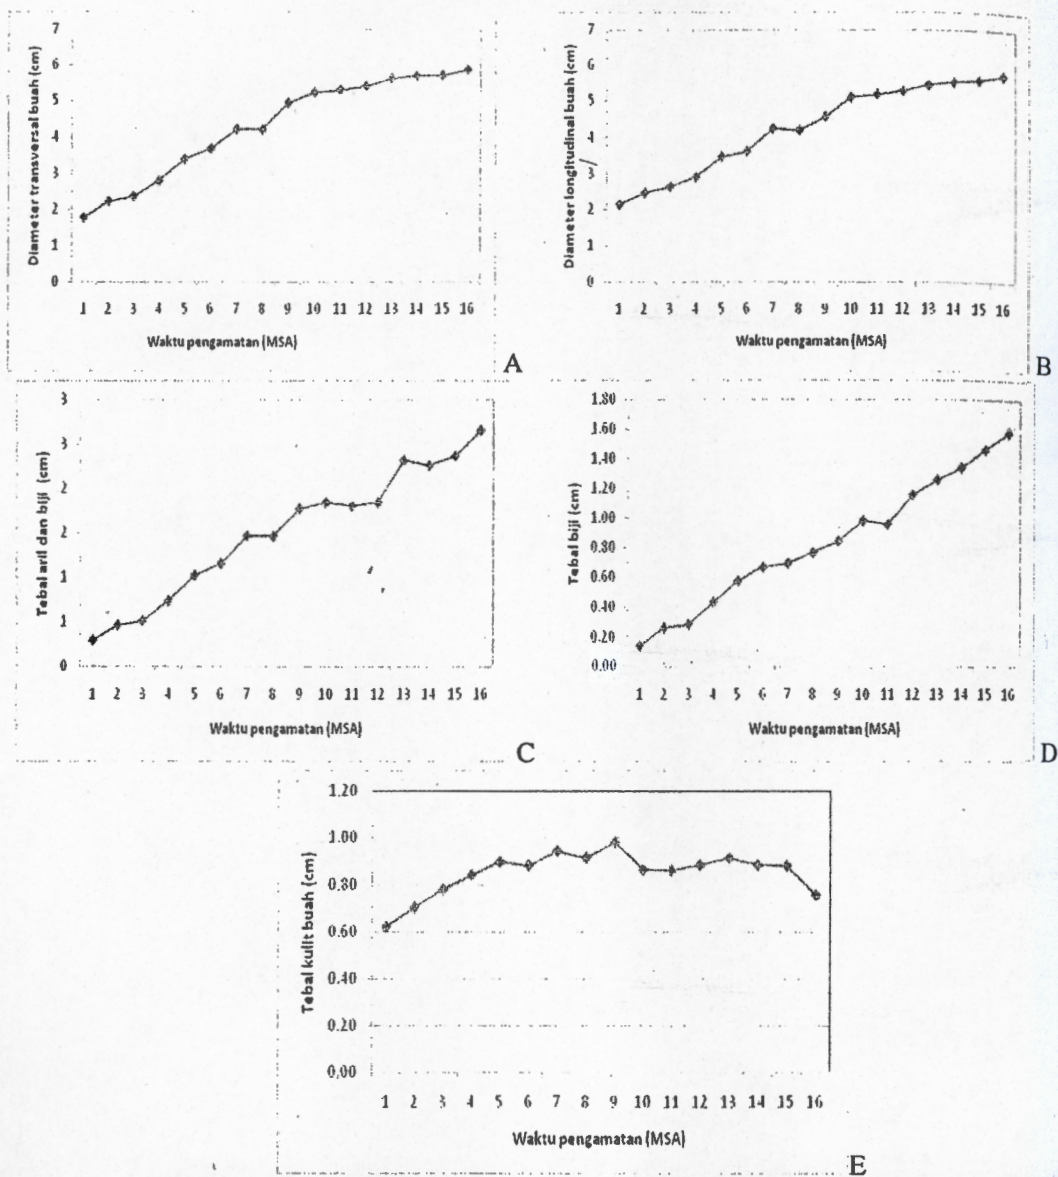 Diameter transversal buah (cm)
7
6
5
4
3
2
1
0
1 2 3 4 5 6 7 8 9 10 11 12 13 14 15 16
Waktu pengamatan (MSA)
A
Diameter longitudinal buah (cm)
7
6
5
4
3
2
1
0
1 2 3 4 5 6 7 8 9 10 11 12 13 14 15 16
Waktu pengamatan (MSA)
B
Tebal aril dan biji (cm)
3
3
2
2
1
1
0
1 2 3 4 5 6 7 8 9 10 11 12 13 14 15 16
Waktu pengamatan (MSA)
C
Tebal biji (cm)
1.80
1.60
1.40
1.20
1.00
0.80
0.60
0.40
0.20
0.00
1 2 3 4 5 6 7 8 9 10 11 12 13 14 15 16
Waktu pengamatan (MSA)
D
Tebal kulit buah (cm)
1.20
1.00
0.80
0.60
0.40
0.20
0.00
1 2 3 4 5 6 7 8 9 10 11 12 13 14 15 16
Waktu pengamatan (MSA)
E